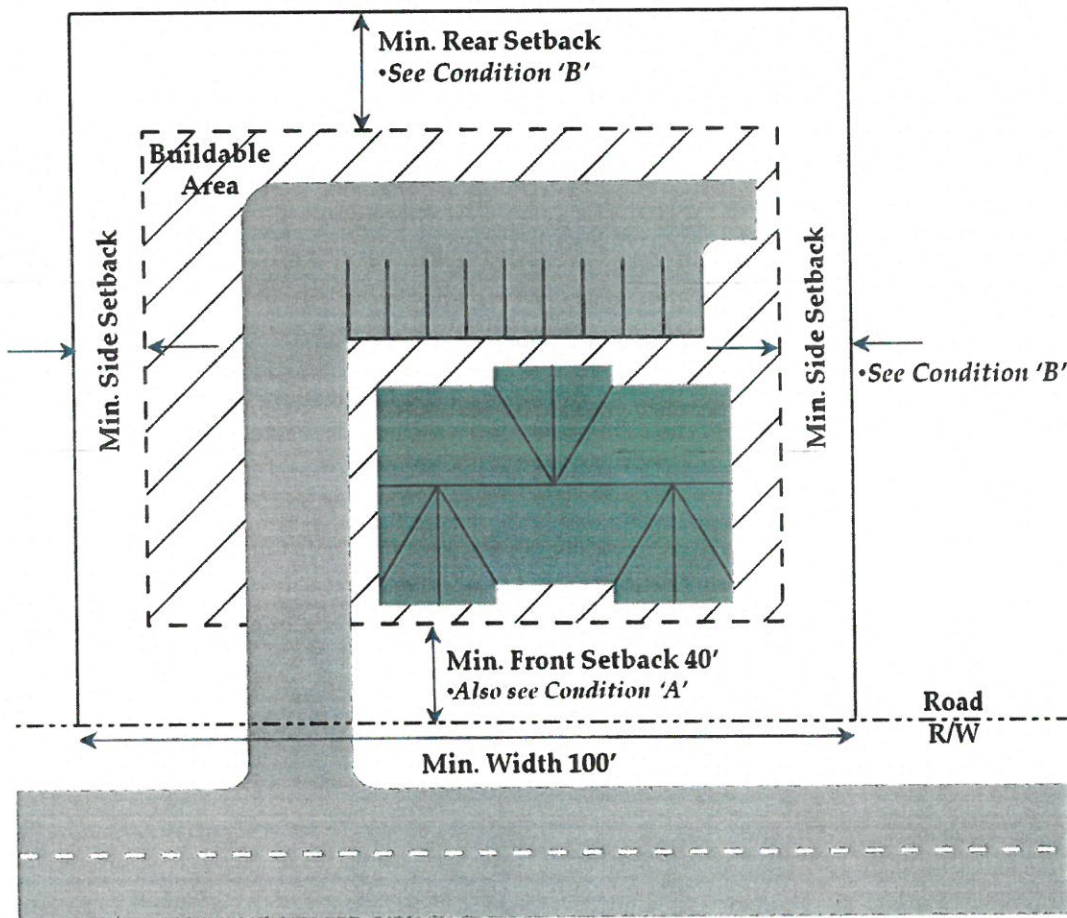 Min. Rear Setback
•See Condition 'B'
Buildable
Area
Min. Side Setback
Min. Side Setback
•See Condition 'B'
Min. Front Setback 40'
•Also see Condition 'A'
Road
R/W
Min. Width 100'